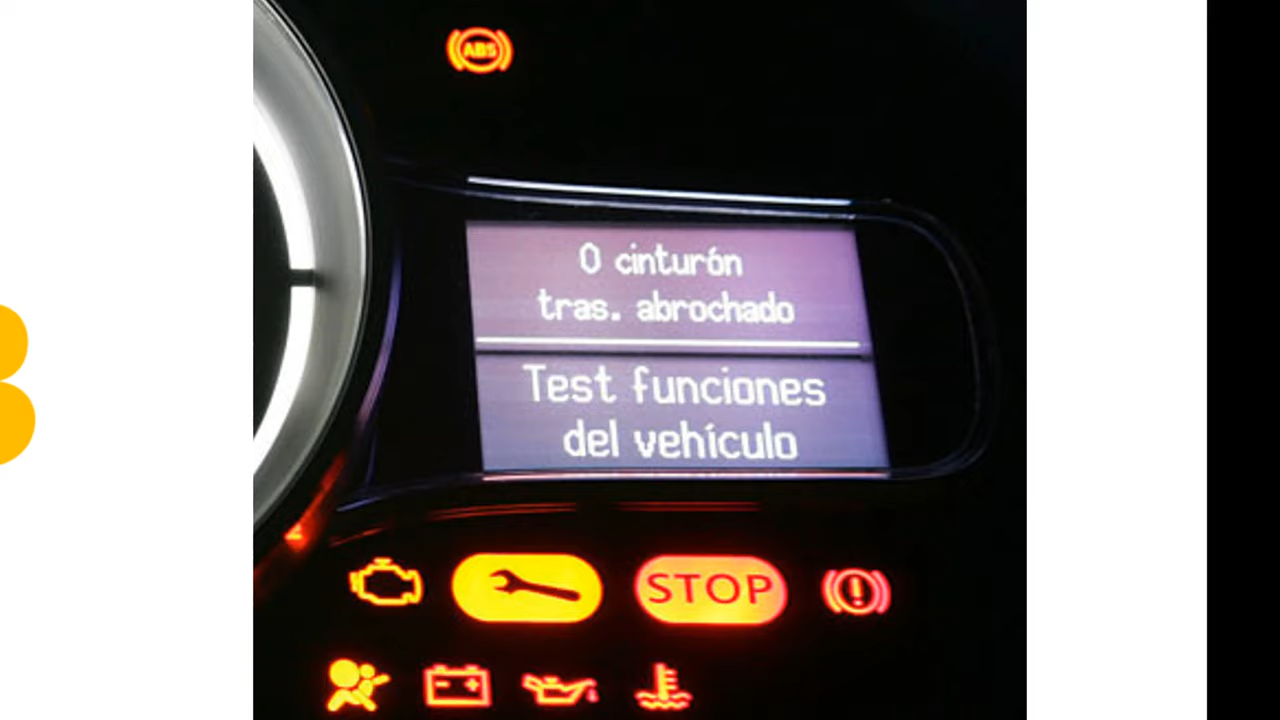 ABS
0 cinturón
tras. abrochado
Test funciones
del vehículo
STOP